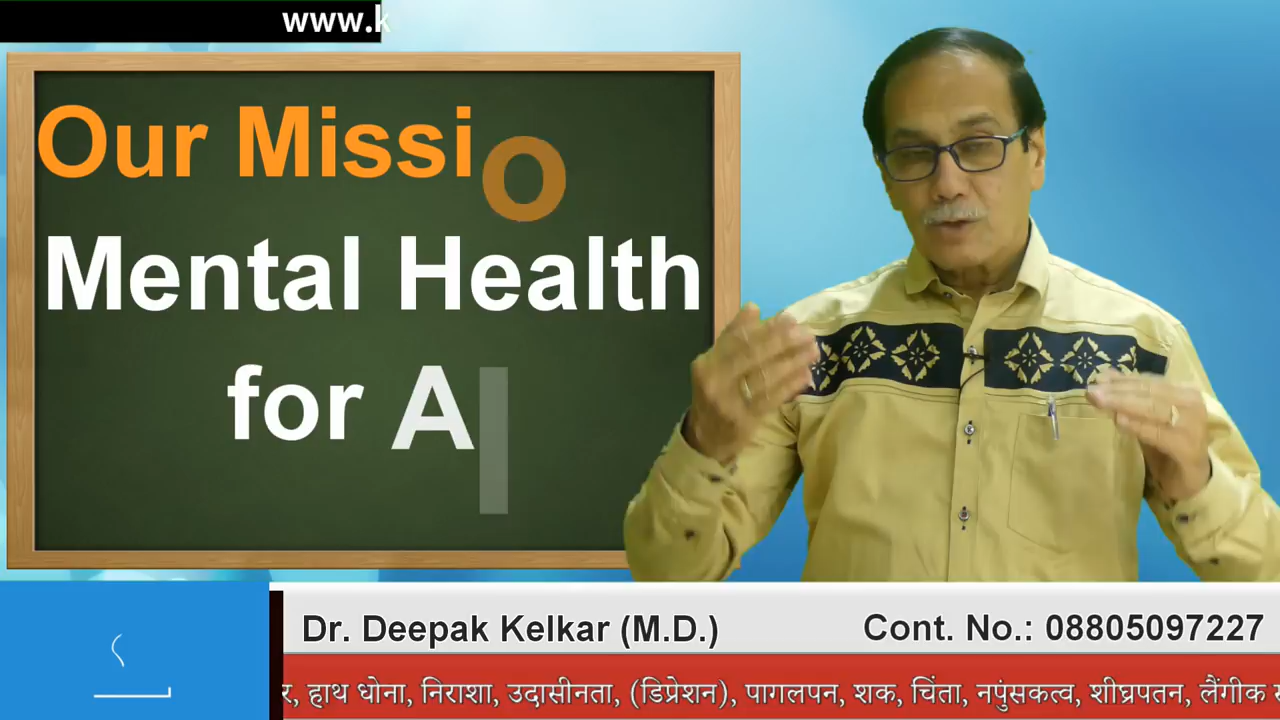 www.k
Our Missio
Mental Health
for Al
Dr. Deepak Kelkar (M.D.)
Cont. No.: 08805097227
र, हाथ धोना, निराशा, उदासीनता, (डिप्रेशन), पागलपन, शक, चिंता, नपुंसकत्व, शीघ्रपतन, लैंगीक